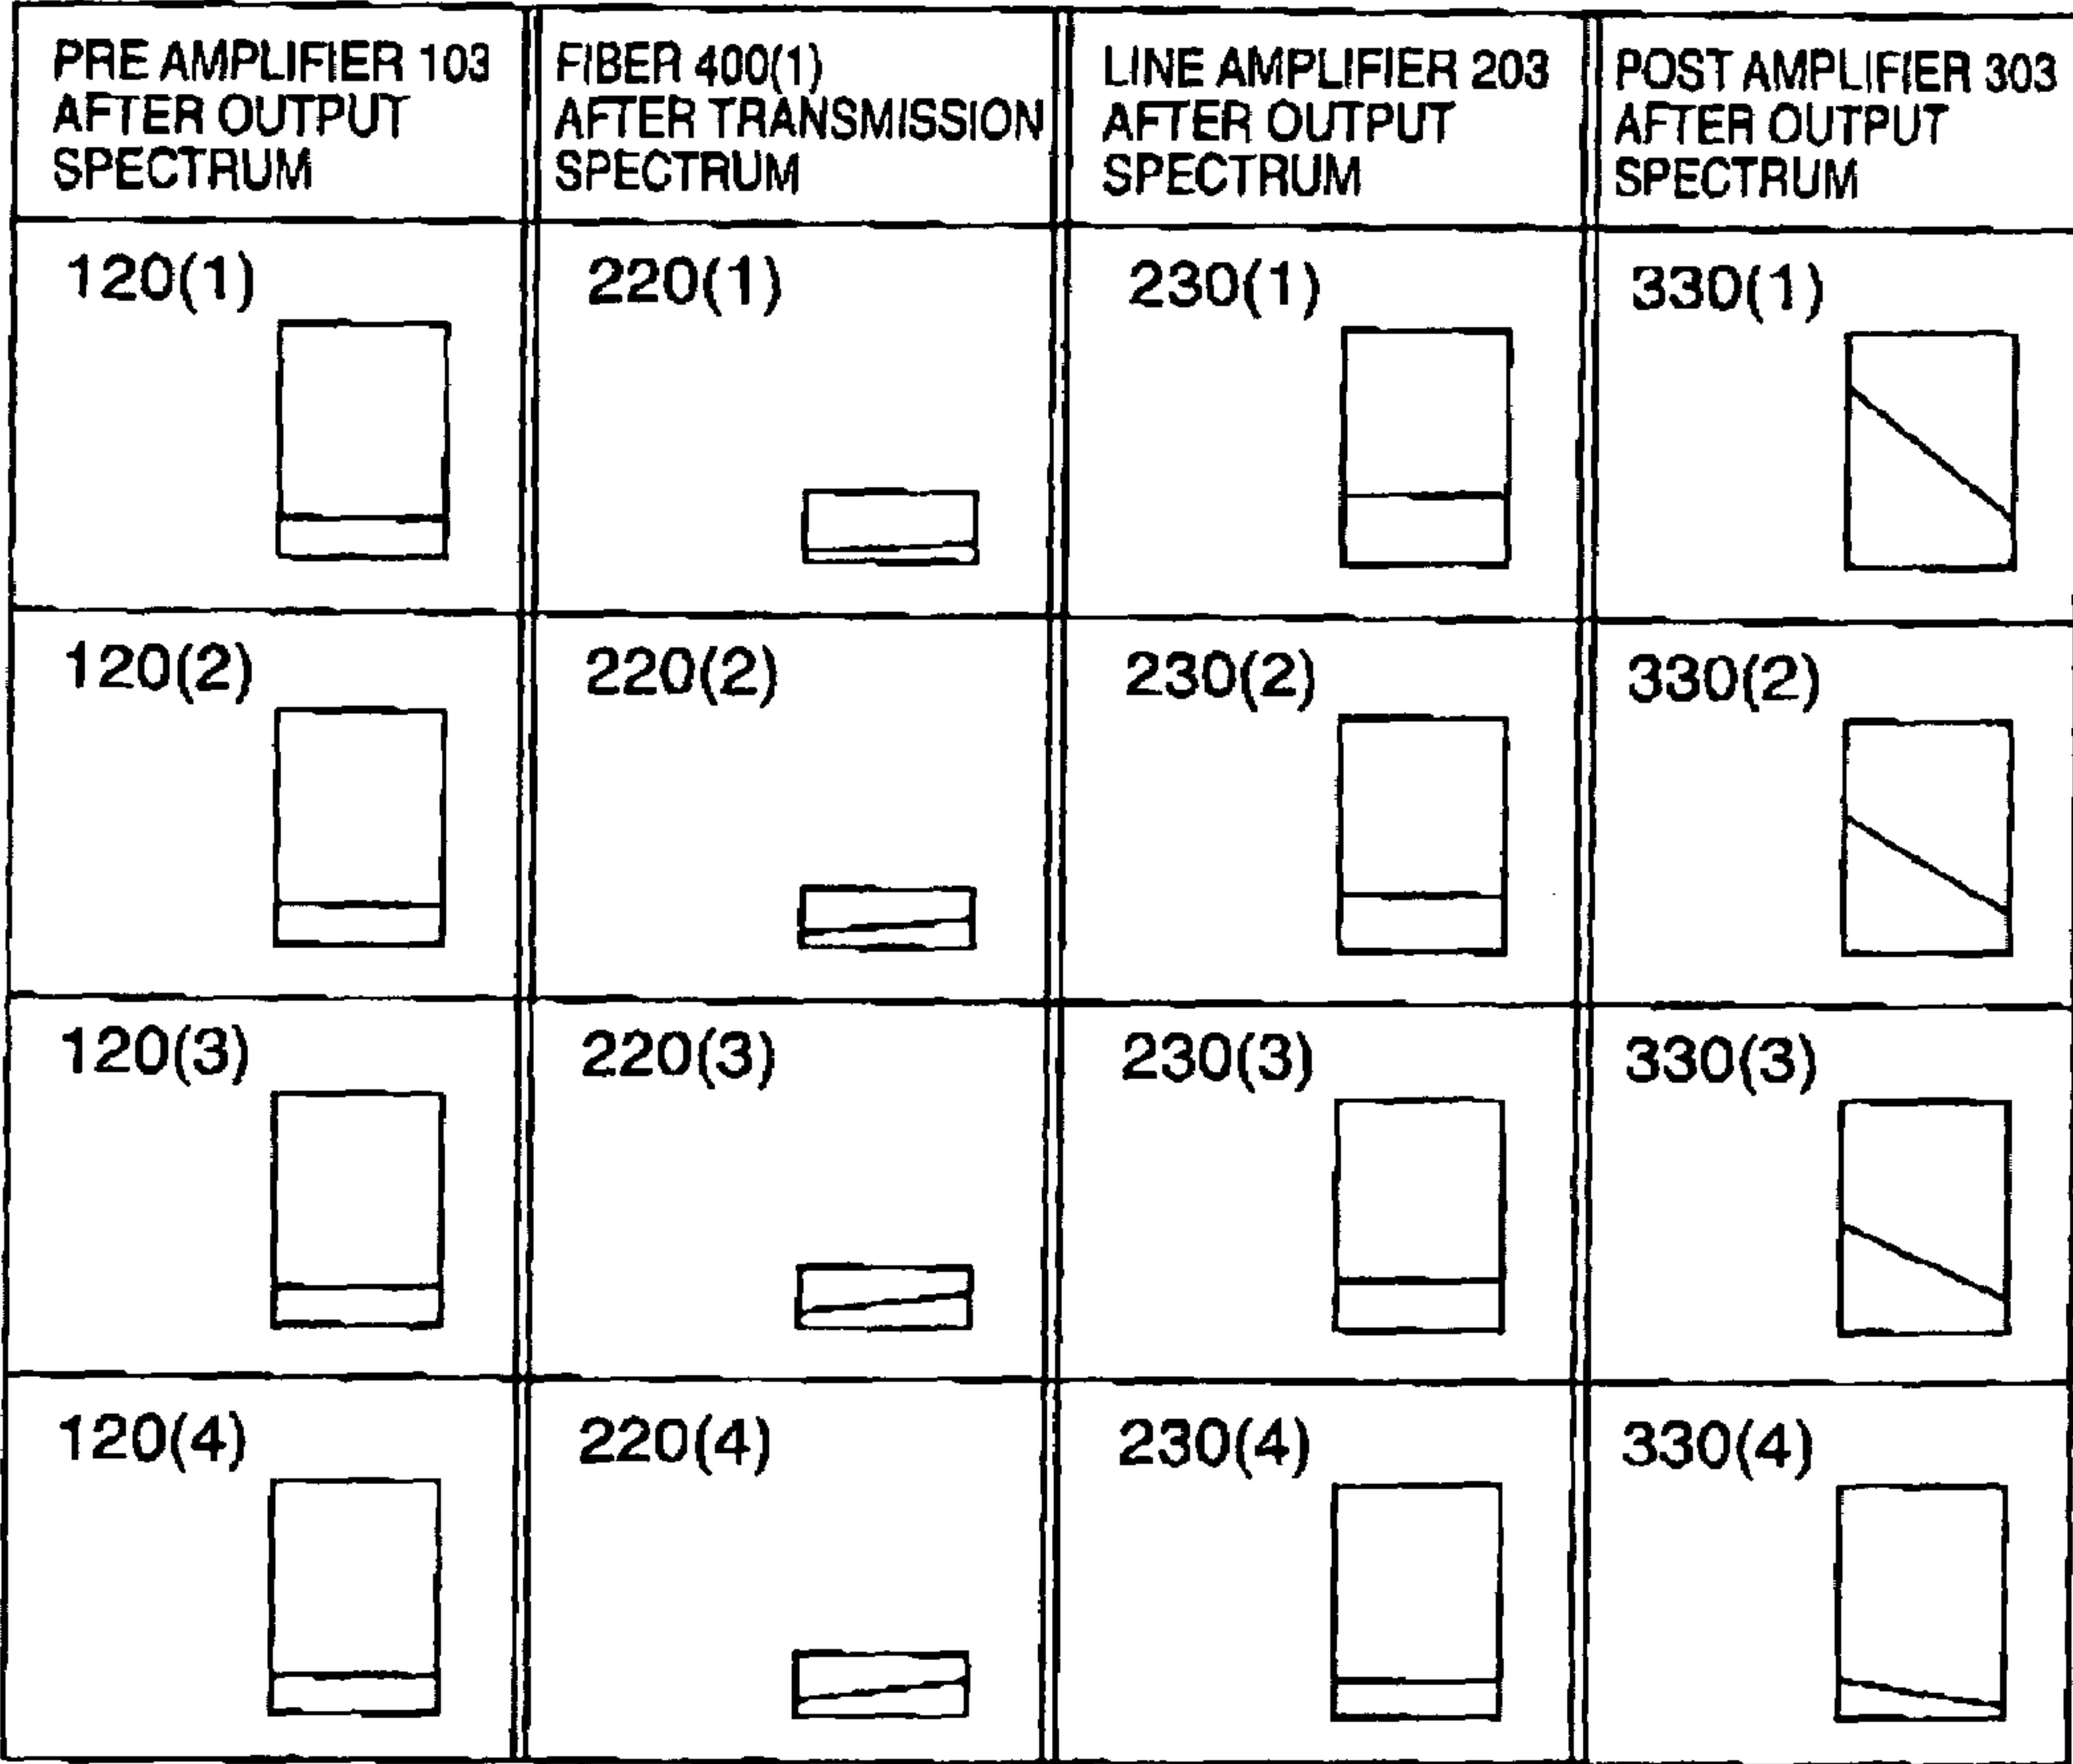 PRE AMPLIFIER 103
AFTER OUTPUT
SPECTRUM
FIBER 400(1)
AFTER TRANSMISSION
SPECTRUM
LINE AMPLIFIER 203
AFTER OUTPUT
SPECTRUM
POST AMPLIFIER 303
AFTER OUTPUT
SPECTRUM
120(1)
220(1)
230(1)
330(1)
120(2)
220(2)
230(2)
330(2)
120(3)
220(3)
230(3)
330(3)
120(4)
220(4)
230(4)
330(4)